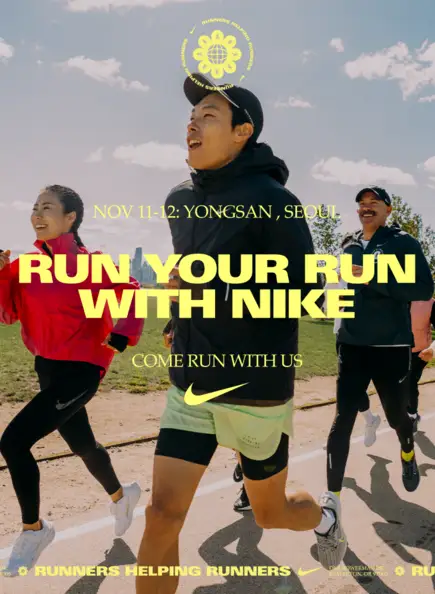 RUNNERS HELPING RUNNERS
NOV 11-12: YONGSAN , SEOUL
RUN YOUR RUN
WITH NIKE
COME RUN WITH US
RUNNERS HELPING RUNNERS
RU